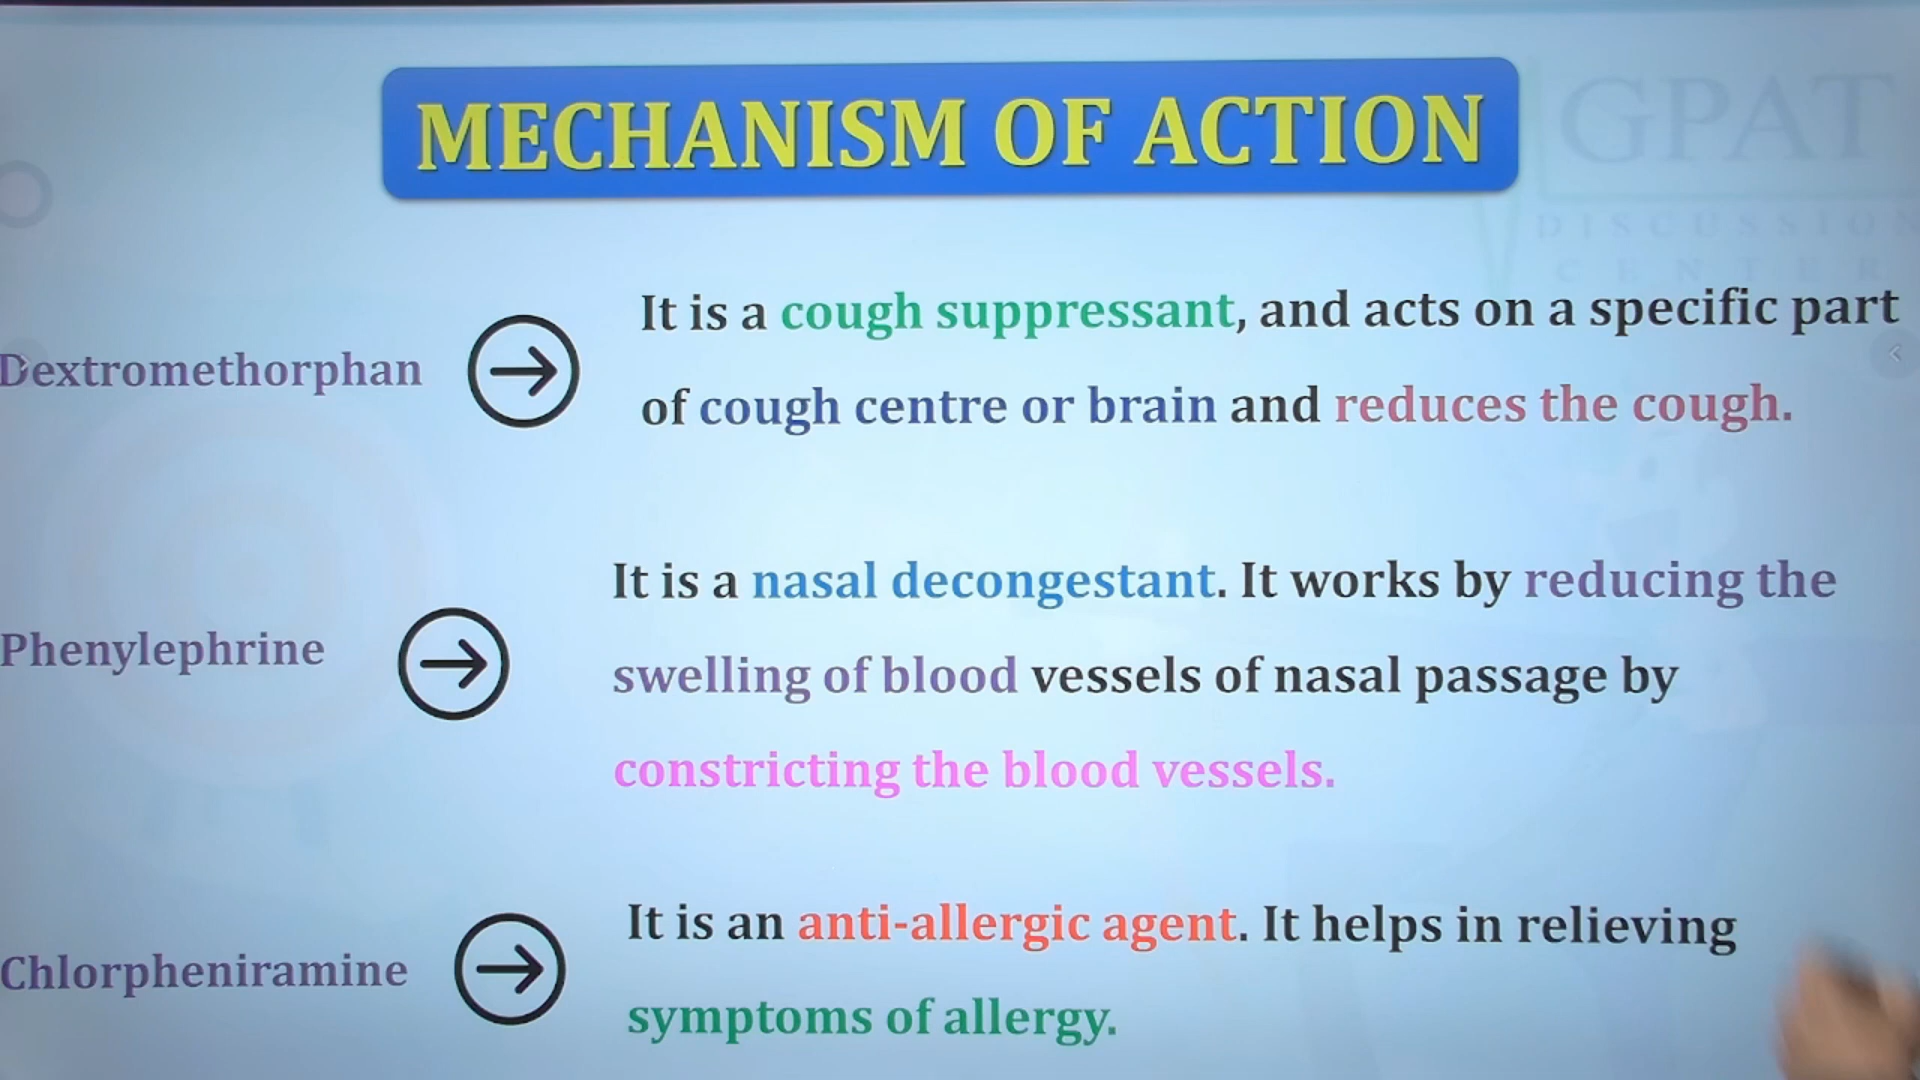 GPAT
DISCUSSION
CENTER
MECHANISM OF ACTION
Dextromethorphan
It is a cough suppressant, and acts on a specific part
of cough centre or brain and reduces the cough.
Phenylephrine
It is a nasal decongestant. It works by reducing the
swelling of blood vessels of nasal passage by
constricting the blood vessels.
Chlorpheniramine
It is an anti-allergic agent. It helps in relieving
symptoms of allergy.